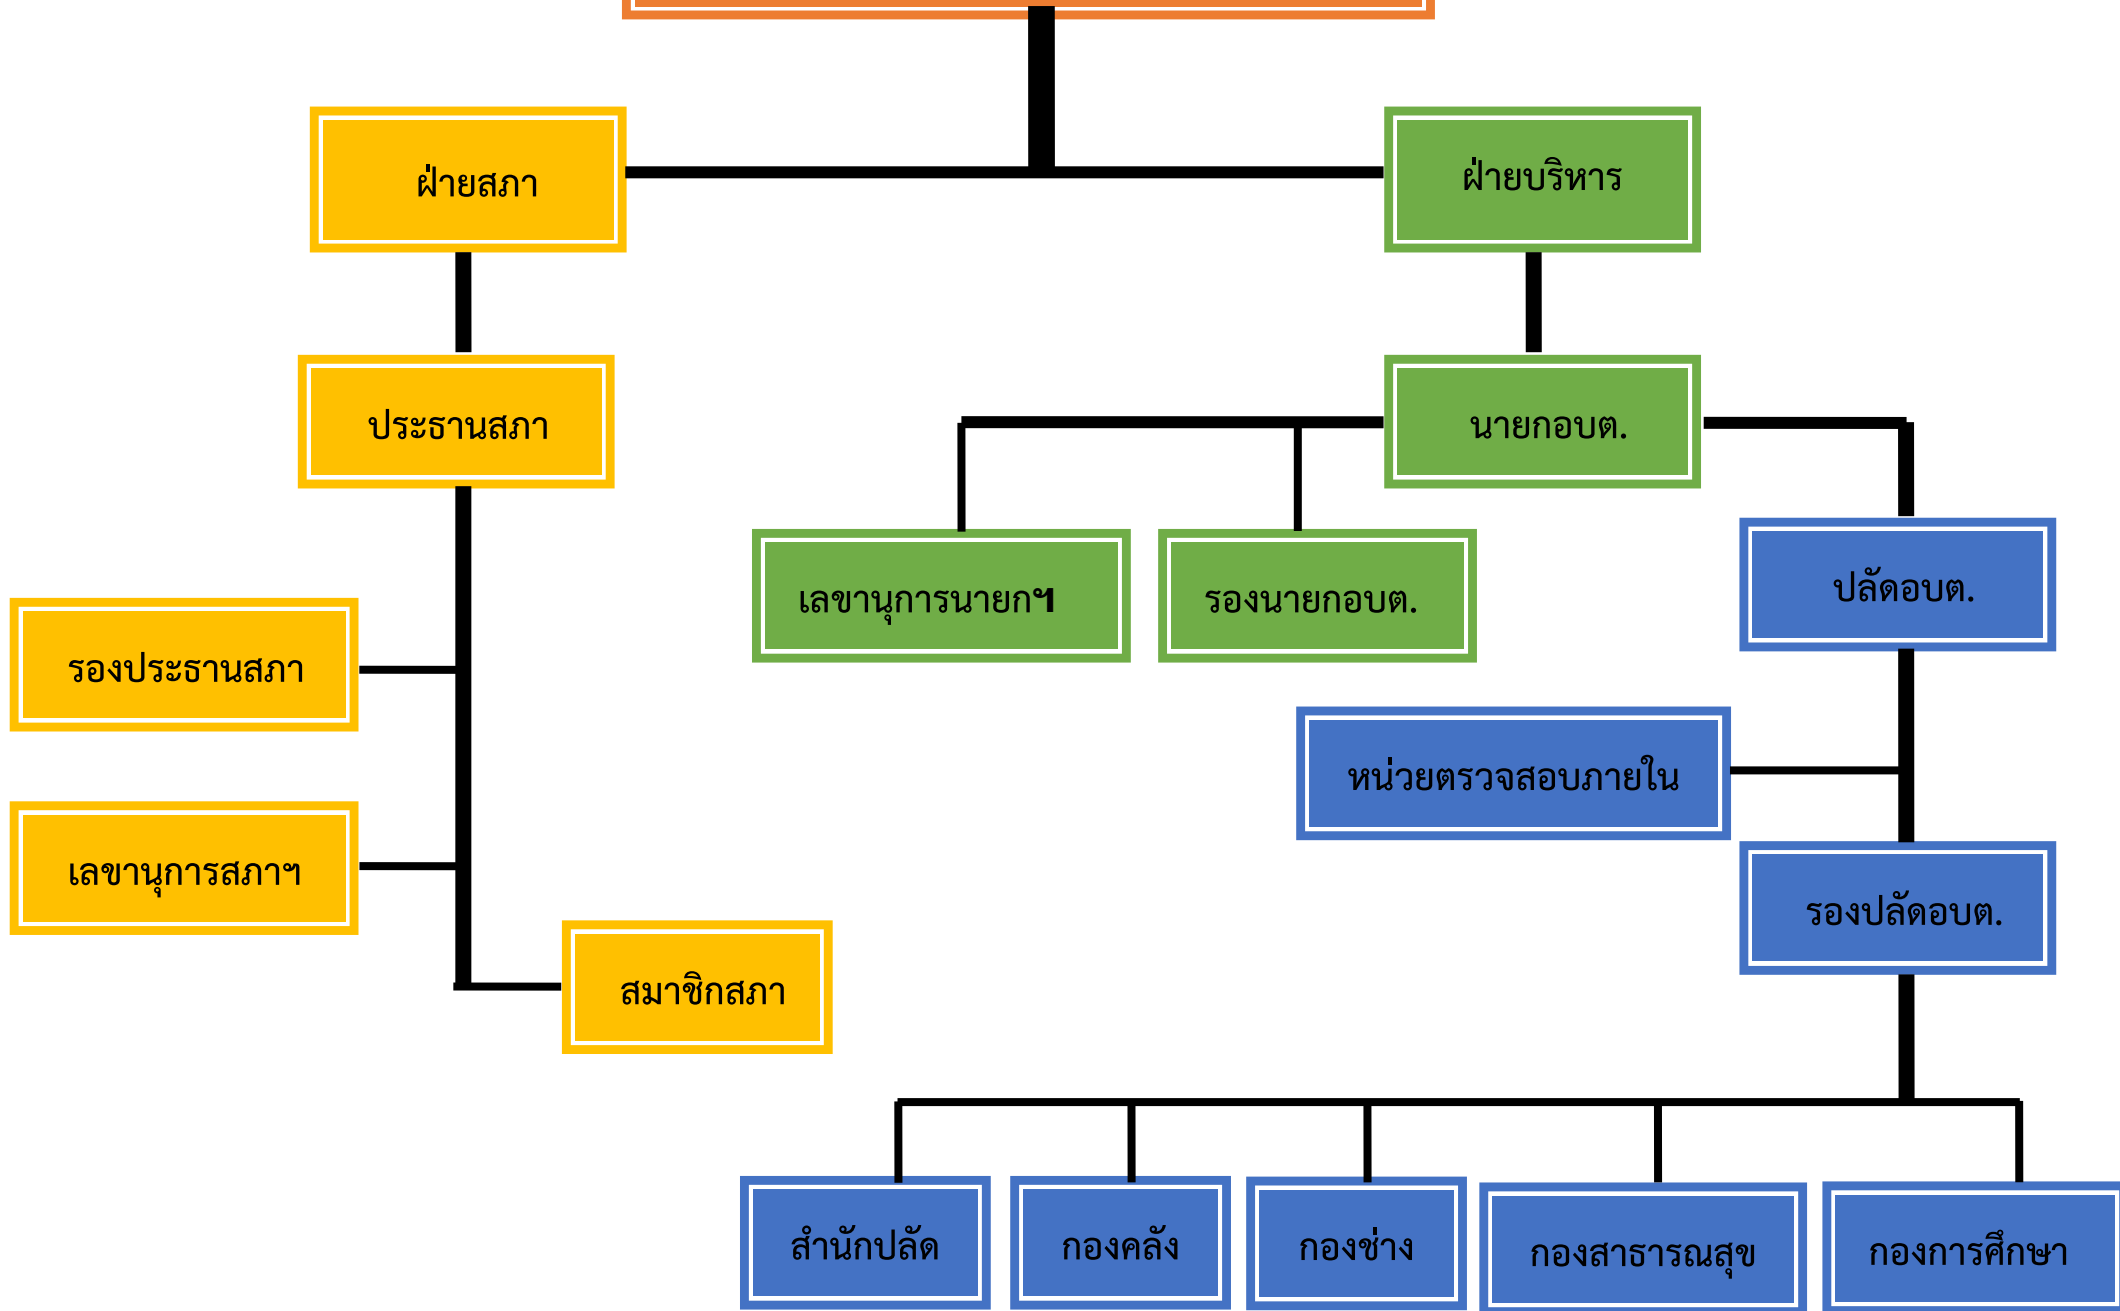 ฝ่ายสภา
ฝ่ายบริหาร
ประธานสภา
นายกอบต.
เลขานุการนายกฯ
รองนายกอบต.
ปลัดอบต.
รองประธานสภา
หน่วยตรวจสอบภายใน
เลขานุการสภาฯ
รองปลัดอบต.
สมาชิกสภา
สำนักปลัด
กองคลัง
กองช่าง
กองสาธารณสุข
กองการศึกษา